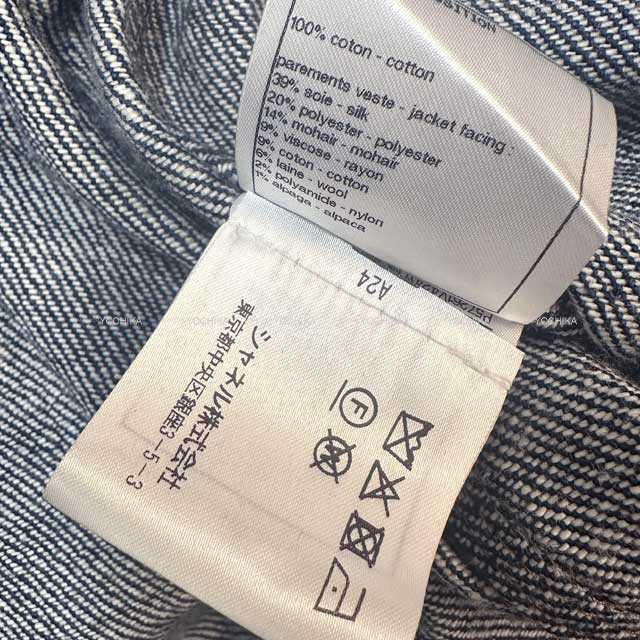 100% coton - cotton
parements veste - jacket facing :
39% soie - silk
20% polyester - polyester
14% mohair - mohair
9% viscose - rayon
9% coton - cotton
6% laine - wool
2% polyamide - nylon
1% alpaga - alpaca
A24
シャネル株式会社
東京都中央区銀座3-5-3
F
YOCHIKA